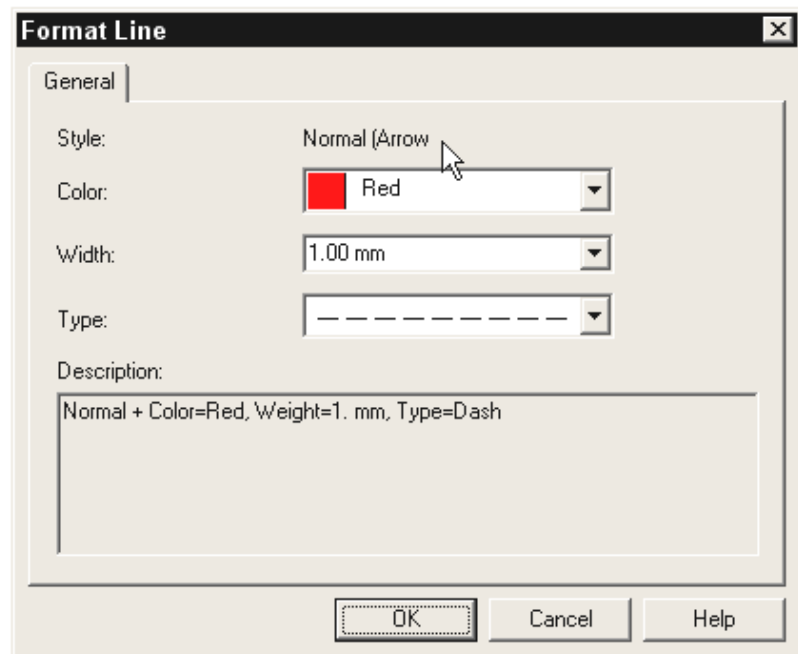 Format Line
General
Style: Normal (Arrow
Color: Red
Width: 1.00 mm
Type:
Description:
Normal + Color=Red, Weight=1. mm, Type=Dash
OK Cancel Help